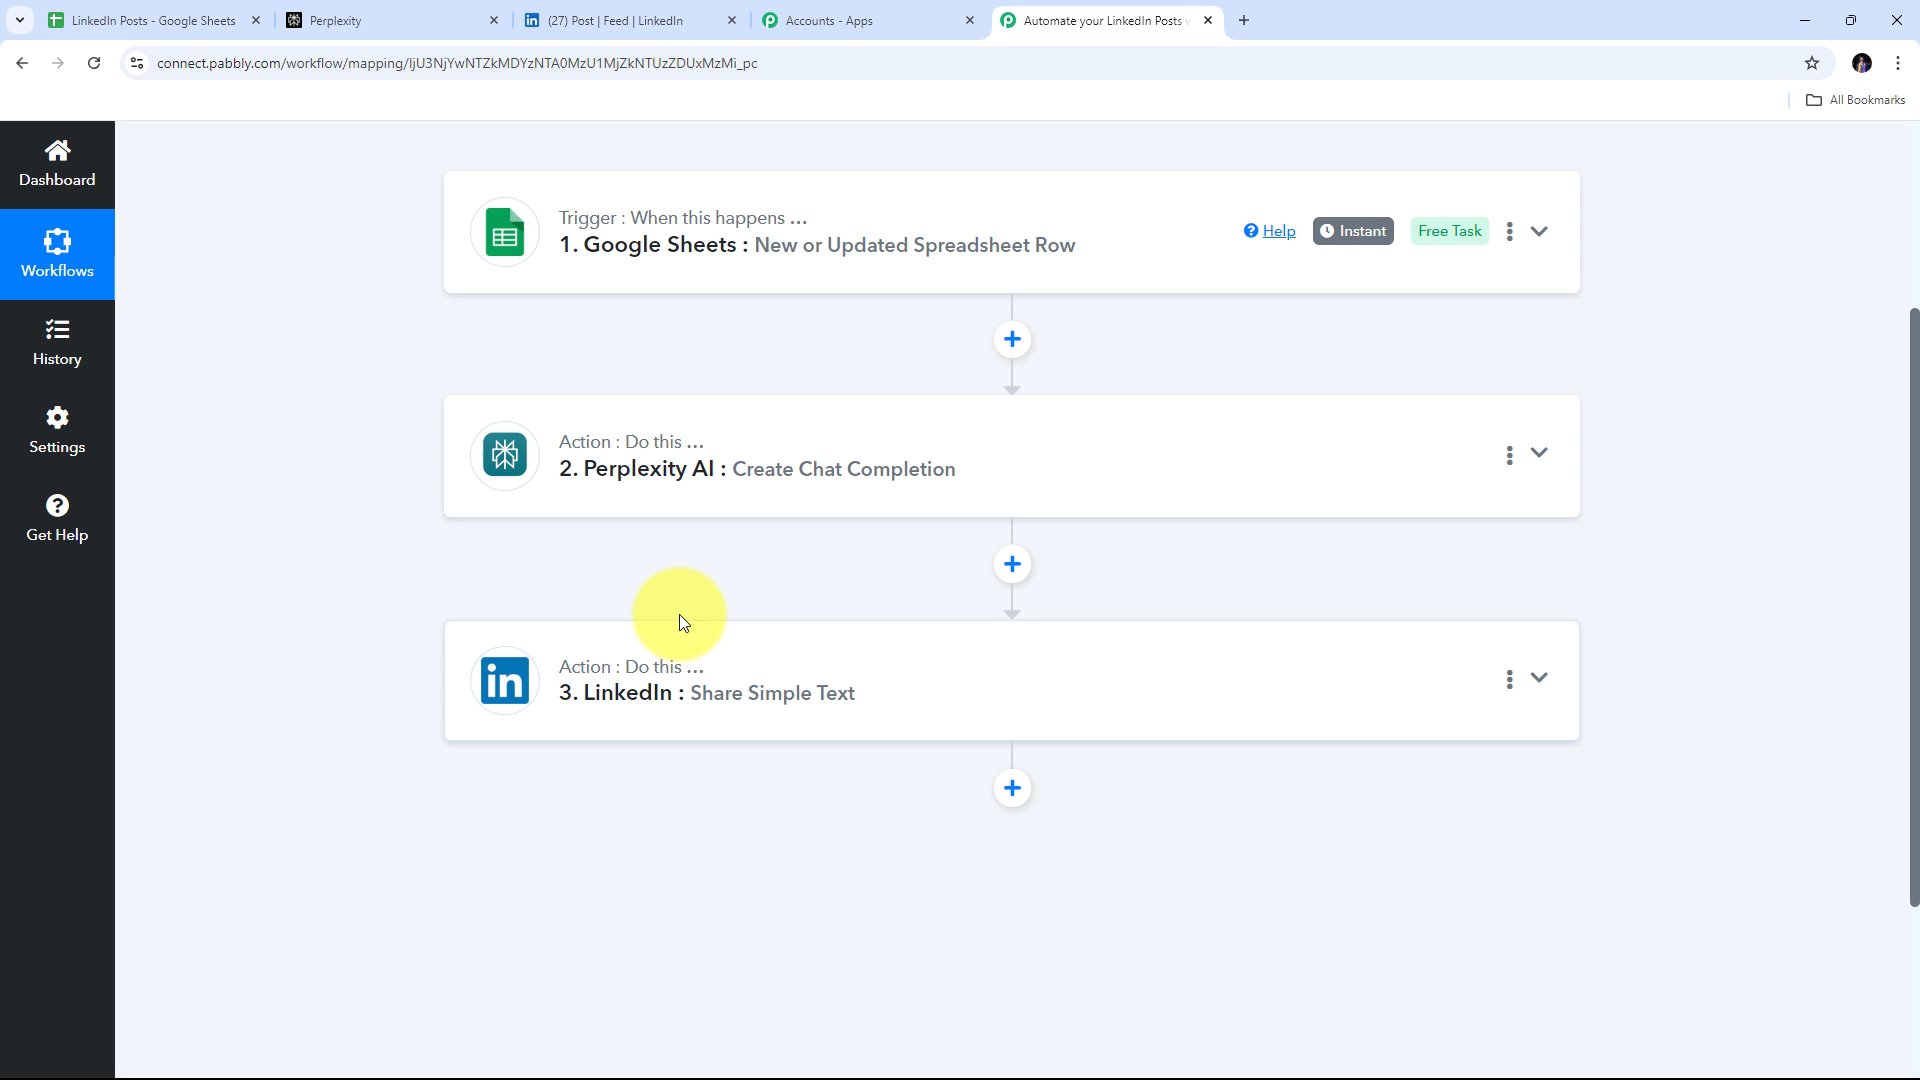 LinkedIn Posts - Google Sheets
Perplexity
(27) Post | Feed | LinkedIn
Accounts - Apps
Automate your LinkedIn Posts
connect.pabbly.com/workflow/mapping/IjU3NjYwNTZkMDYzNTA0MzU1MjZkNTUzZDUxMzMi_pc
All Bookmarks
Dashboard
Workflows
History
Settings
Get Help
Trigger : When this happens ...
1. Google Sheets : New or Updated Spreadsheet Row
Help
Instant
Free Task
Action : Do this ...
2. Perplexity AI : Create Chat Completion
Action : Do this ...
3. LinkedIn : Share Simple Text